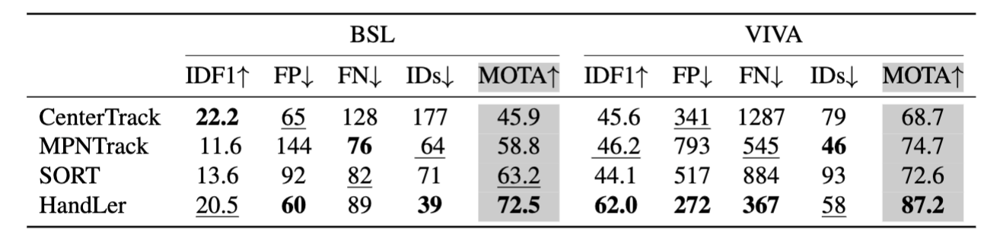 BSL VIVA
IDF1↑ FP↓ FN↓ IDs↓ MOTA↑ IDF1↑ FP↓ FN↓ IDs↓ MOTA↑
CenterTrack 22.2 65 128 177 45.9 45.6 341 1287 79 68.7
MPNTrack 11.6 144 76 64 58.8 46.2 793 545 46 74.7
SORT 13.6 92 82 71 63.2 44.1 517 884 93 72.6
HandLer 20.5 60 89 39 72.5 62.0 272 367 58 87.2